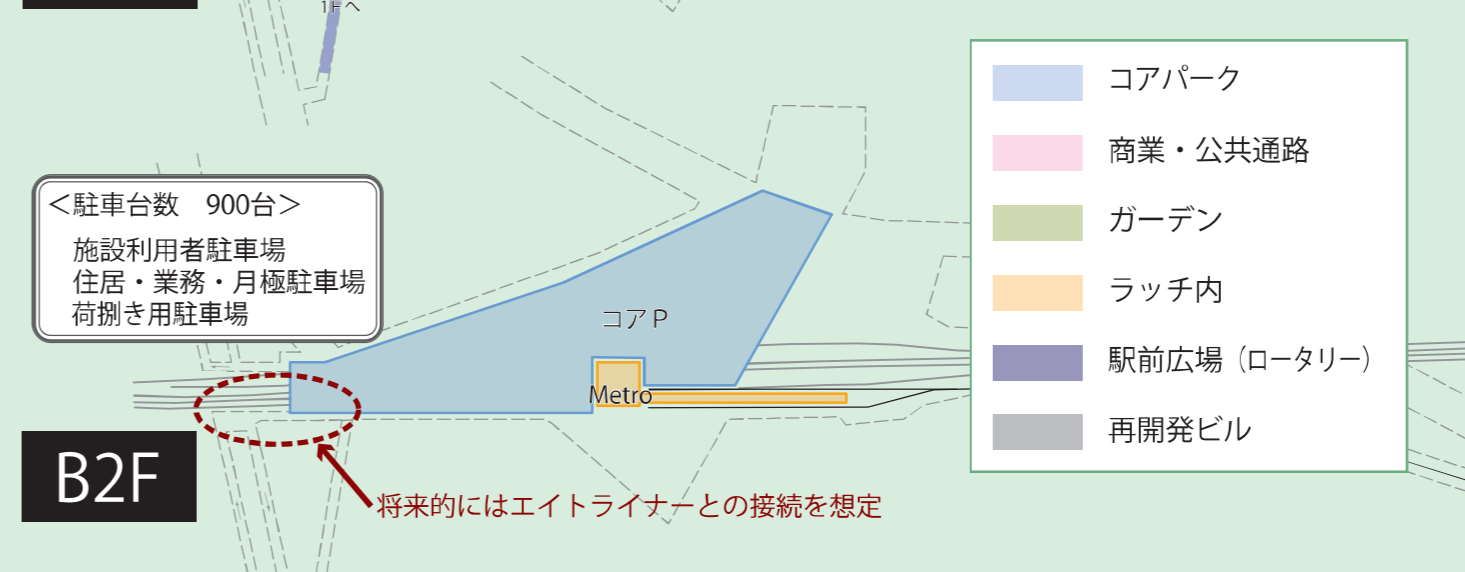 1Fへ
コアパーク
商業・公共通路
ガーデン
ラッチ内
駅前広場（ロータリー）
再開発ビル
＜駐車台数　900台＞
施設利用者駐車場
住居・業務・月極駐車場
荷捌き用駐車場
コアP
Metro
B2F
将来的にはエイトライナーとの接続を想定